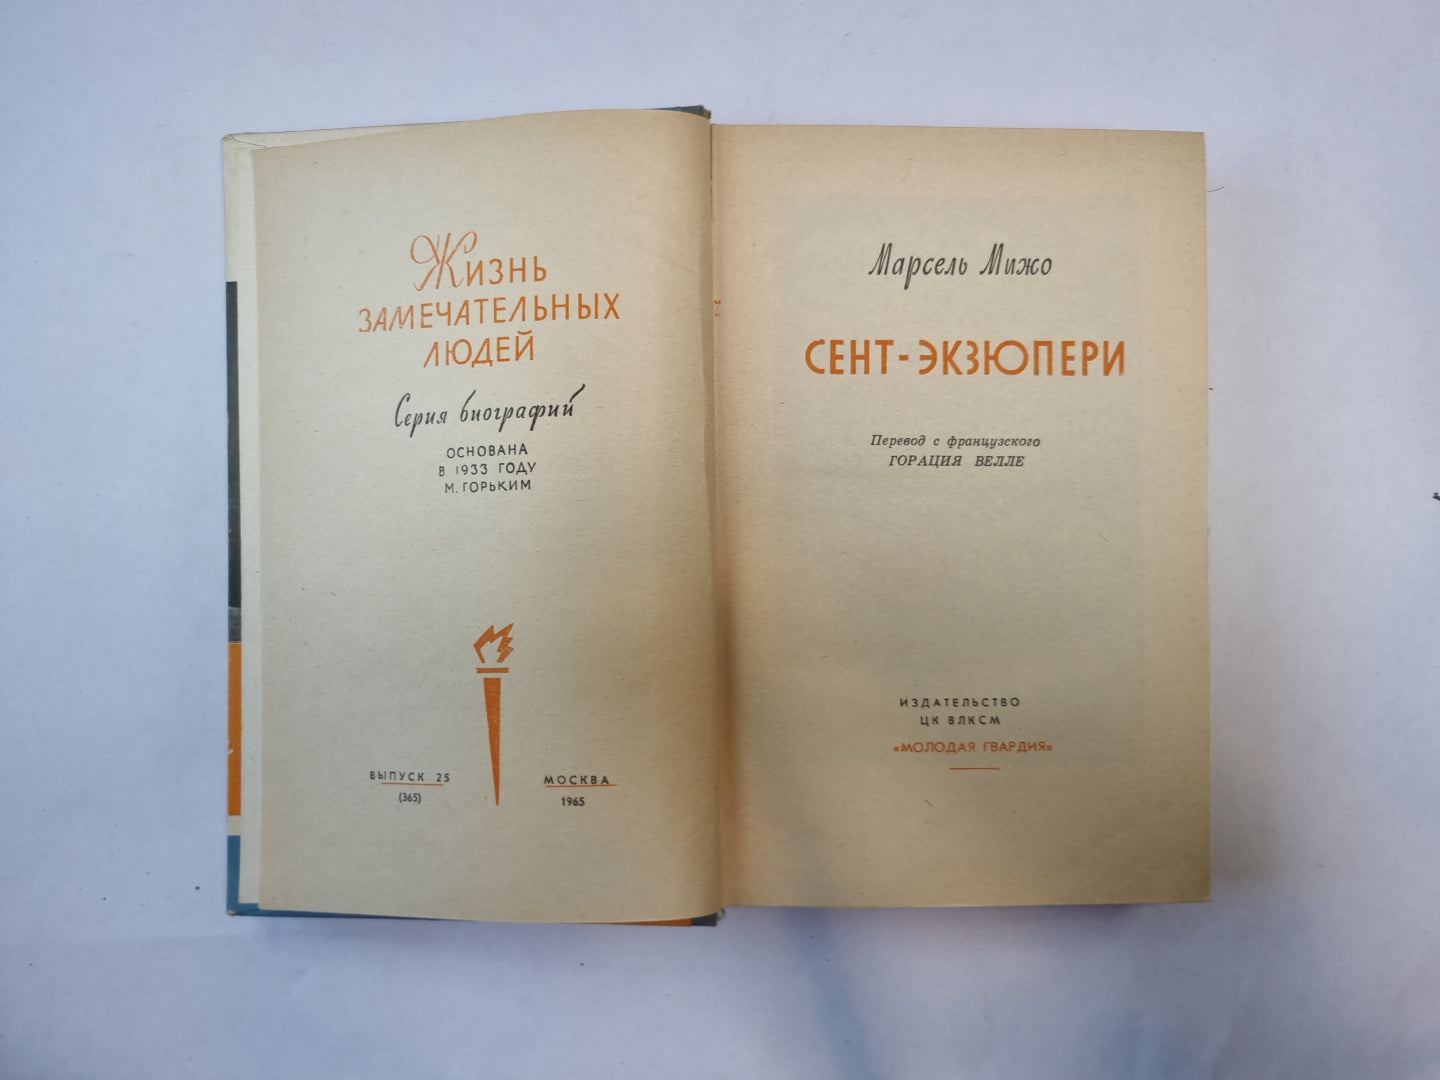 Жизнь
ЗАМЕЧАТЕЛЬНЫХ
ЛЮДЕЙ
Серия биографий
ОСНОВАНА
В 1933 ГОДУ
М. ГОРЬКИМ
ВЫПУСК 25
(365)
МОСКВА
1965
Марсель Мижо
СЕНТ-ЭКЗЮПЕРИ
Перевод с французского
ГОРАЦИЯ ВЕЛЛЕ
ИЗДАТЕЛЬСТВО
ЦК ВЛКСМ
«МОЛОДАЯ ГВАРДИЯ»